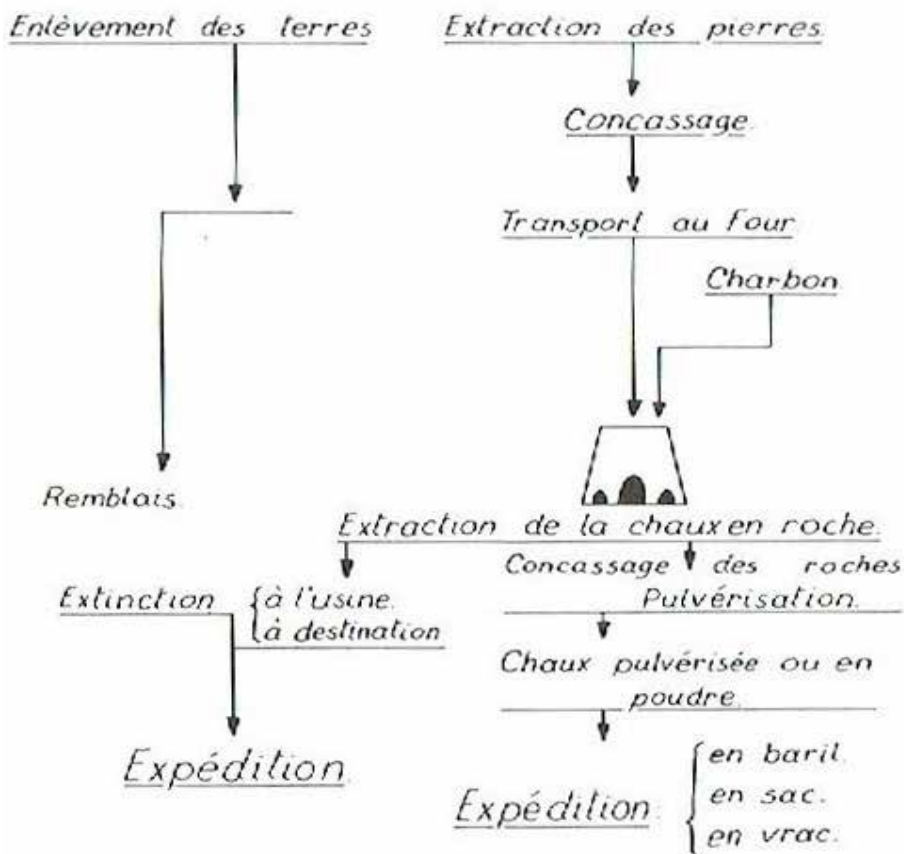 Enlèvement des terres
Extraction des pierres.
Concassage.
Transport au four
Charbon
Remblais.
Extraction de la chaux en roche.
Concassage des roches
Pulvérisation.
Extinction { à l'usine.
à destination
Chaux pulvérisée ou en
poudre.
Expédition.
Expédition
en baril.
en sac.
en vrac.